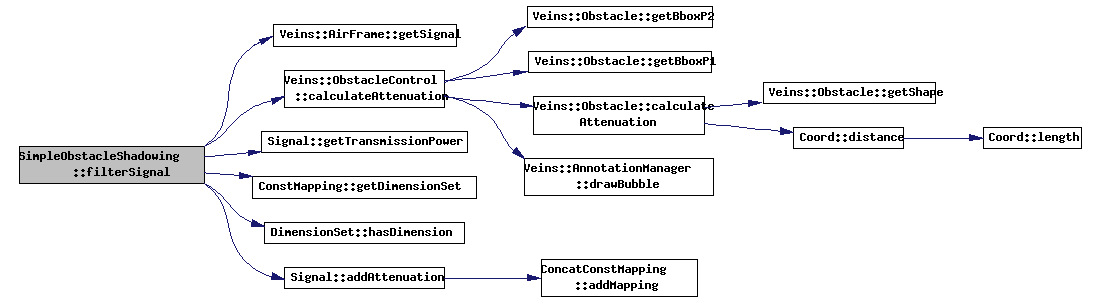 Veins::AirFrame::getSignal
Veins::ObstacleControl
::calculateAttenuation
Signal::getTransmissionPower
SimpleObstacleShadowing
::filterSignal
ConstMapping::getDimensionSet
DimensionSet::hasDimension
Signal::addAttenuation
Veins::Obstacle::getBboxP2
Veins::Obstacle::getBboxP1
Veins::Obstacle::calculate
Attenuation
Veins::AnnotationManager
::drawBubble
ConcatConstMapping
::addMapping
Veins::Obstacle::getShape
Coord::distance
Coord::length